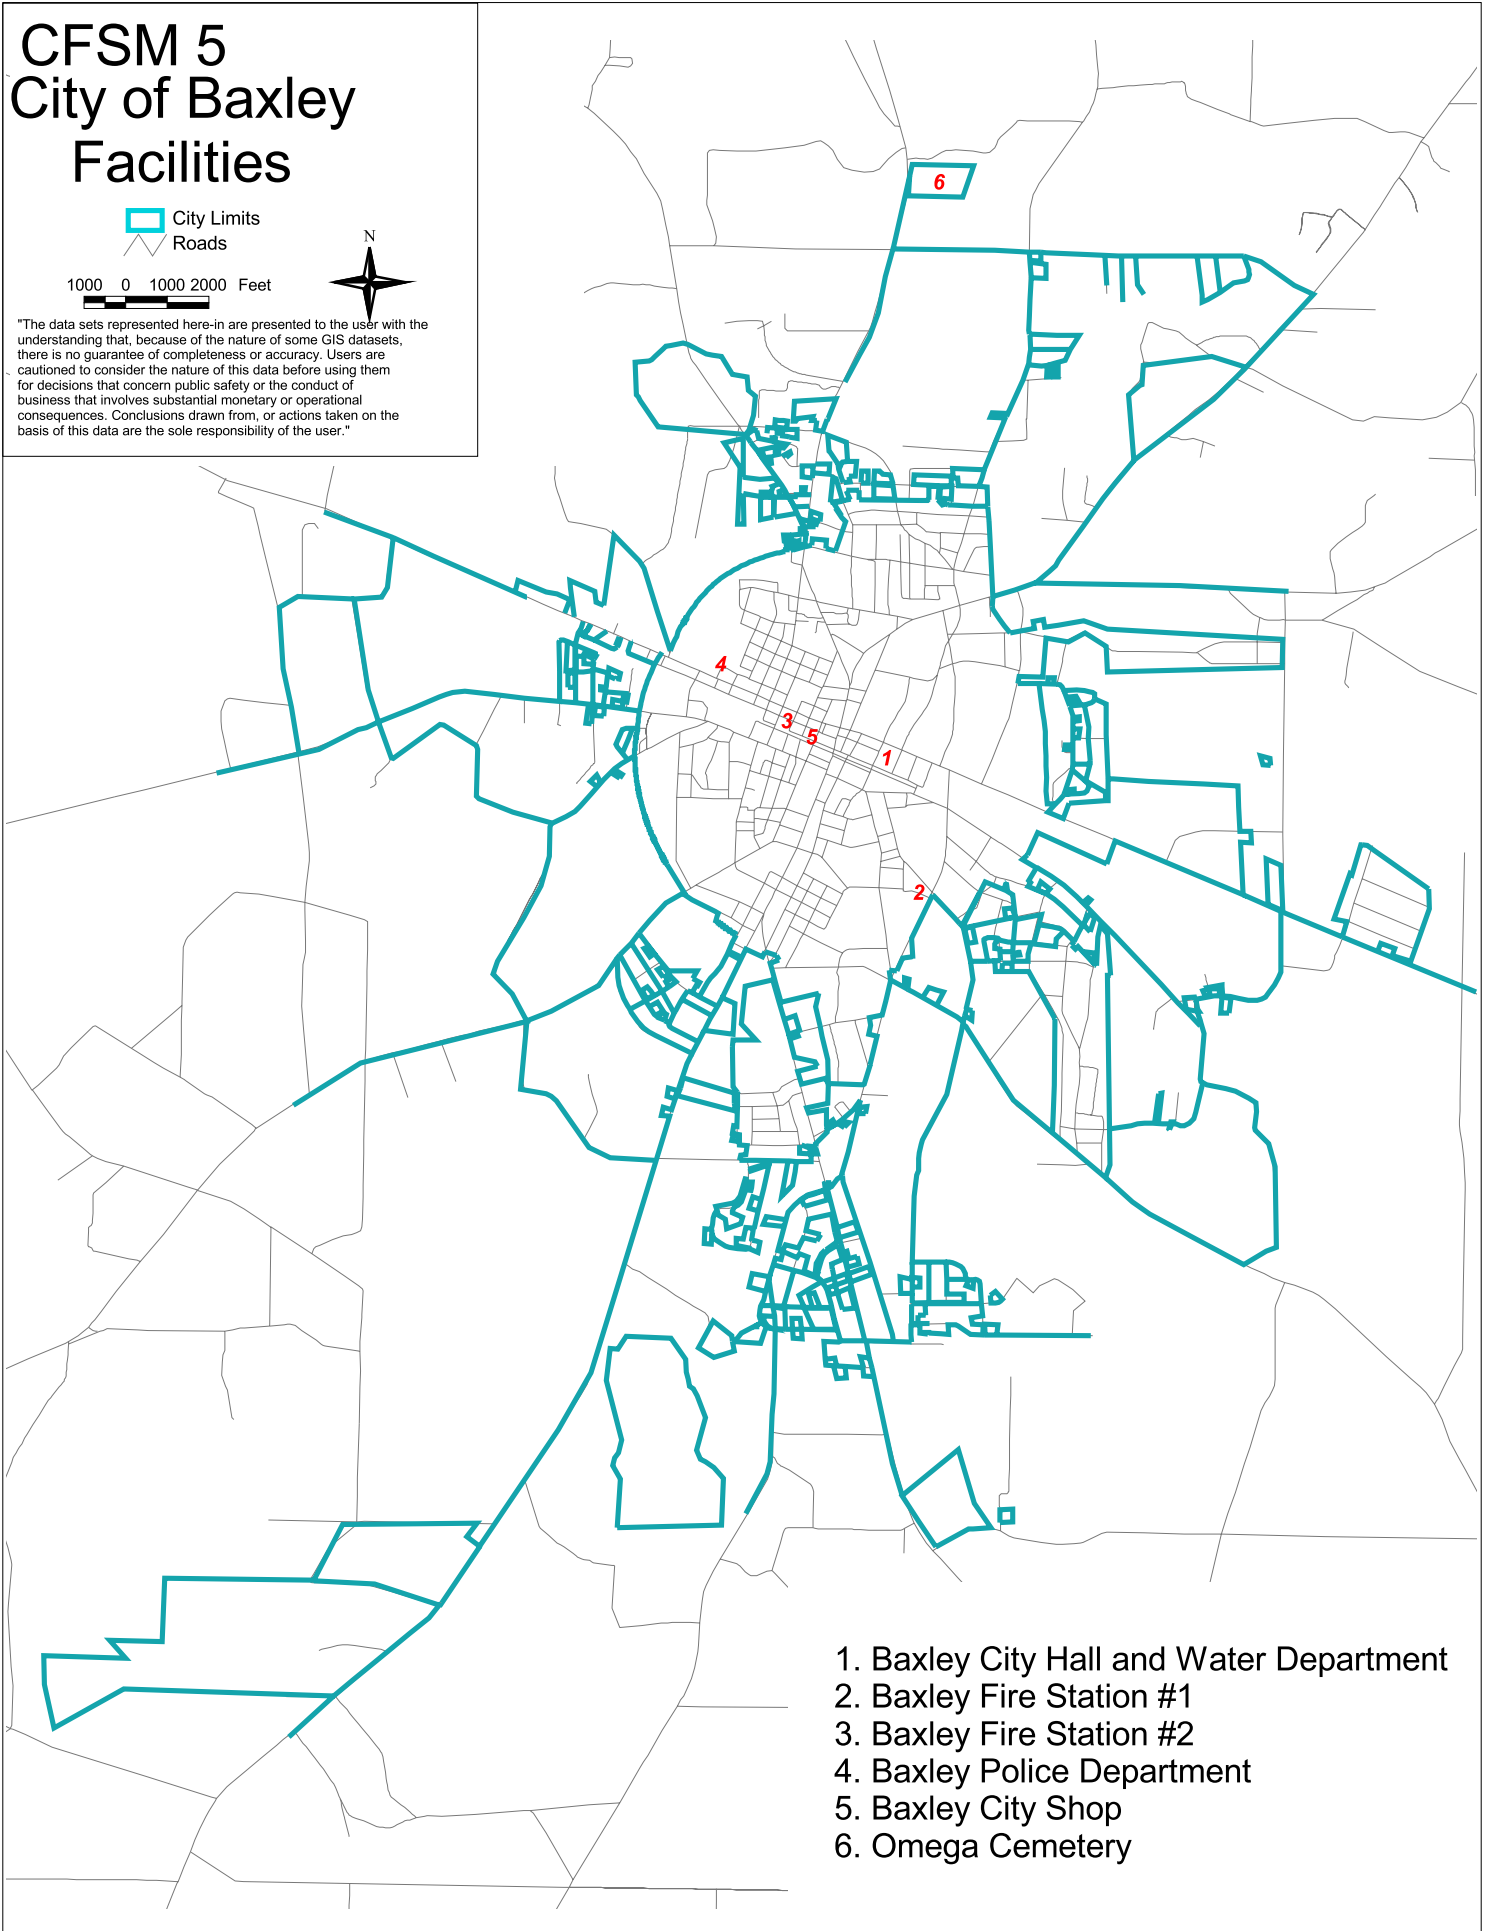 CFSM 5
City of Baxley
Facilities
City Limits
Roads
N
1000 0 1000 2000 Feet
"The data sets represented here-in are presented to the user with the
understanding that, because of the nature of some GIS datasets,
there is no guarantee of completeness or accuracy. Users are
cautioned to consider the nature of this data before using them
for decisions that concern public safety or the conduct of
business that involves substantial monetary or operational
consequences. Conclusions drawn from, or actions taken on the
basis of this data are the sole responsibility of the user."
6
4
3
5
1
2
1. Baxley City Hall and Water Department
2. Baxley Fire Station #1
3. Baxley Fire Station #2
4. Baxley Police Department
5. Baxley City Shop
6. Omega Cemetery